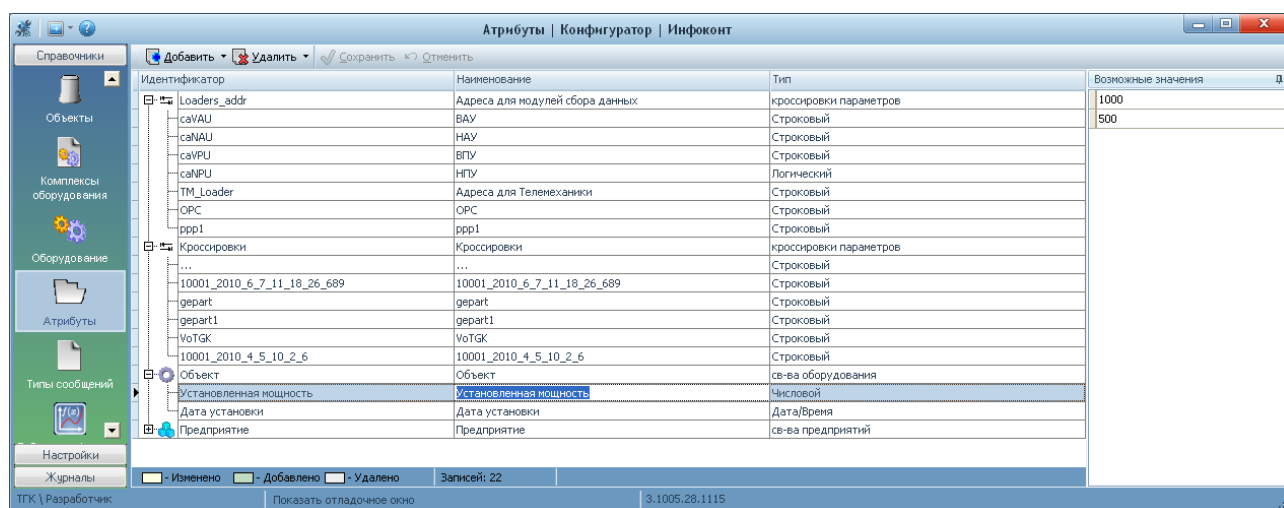 Атрибуты | Конфигуратор | Инфоконт
Справочники
Добавить Удалить Сохранить Отменить
Объекты
Комплексы
оборудования
Оборудование
Атрибуты
Типы сообщений
Настройки
Журналы
Идентификатор Наименование Тип
Loaders_addr Адреса для модулей сбора данных кроссировки параметров
caVAU ВАУ Строковый
caNAU НАУ Строковый
caVPU ВПУ Строковый
caNPU НПУ Логический
TM_Loader Адреса для Телемеханики Строковый
OPC OPC Строковый
ppp1 ppp1 Строковый
Кроссировки Кроссировки кроссировки параметров
... ... Строковый
10001_2010_6_7_11_18_26_689 10001_2010_6_7_11_18_26_689 Строковый
gepart gepart Строковый
gepart1 gepart1 Строковый
VoTGK VoTGK Строковый
10001_2010_4_5_10_2_6 10001_2010_4_5_10_2_6 Строковый
Объект Объект св-ва оборудования
Установленная мощность Установленная мощность Числовой
Дата установки Дата установки Дата/Время
Предприятие Предприятие св-ва предприятий
Возможные значения
1000
500
- Изменено - Добавлено - Удалено Записей: 22
ТГК \ Разработчик Показать отладочное окно 3.1005.28.1115